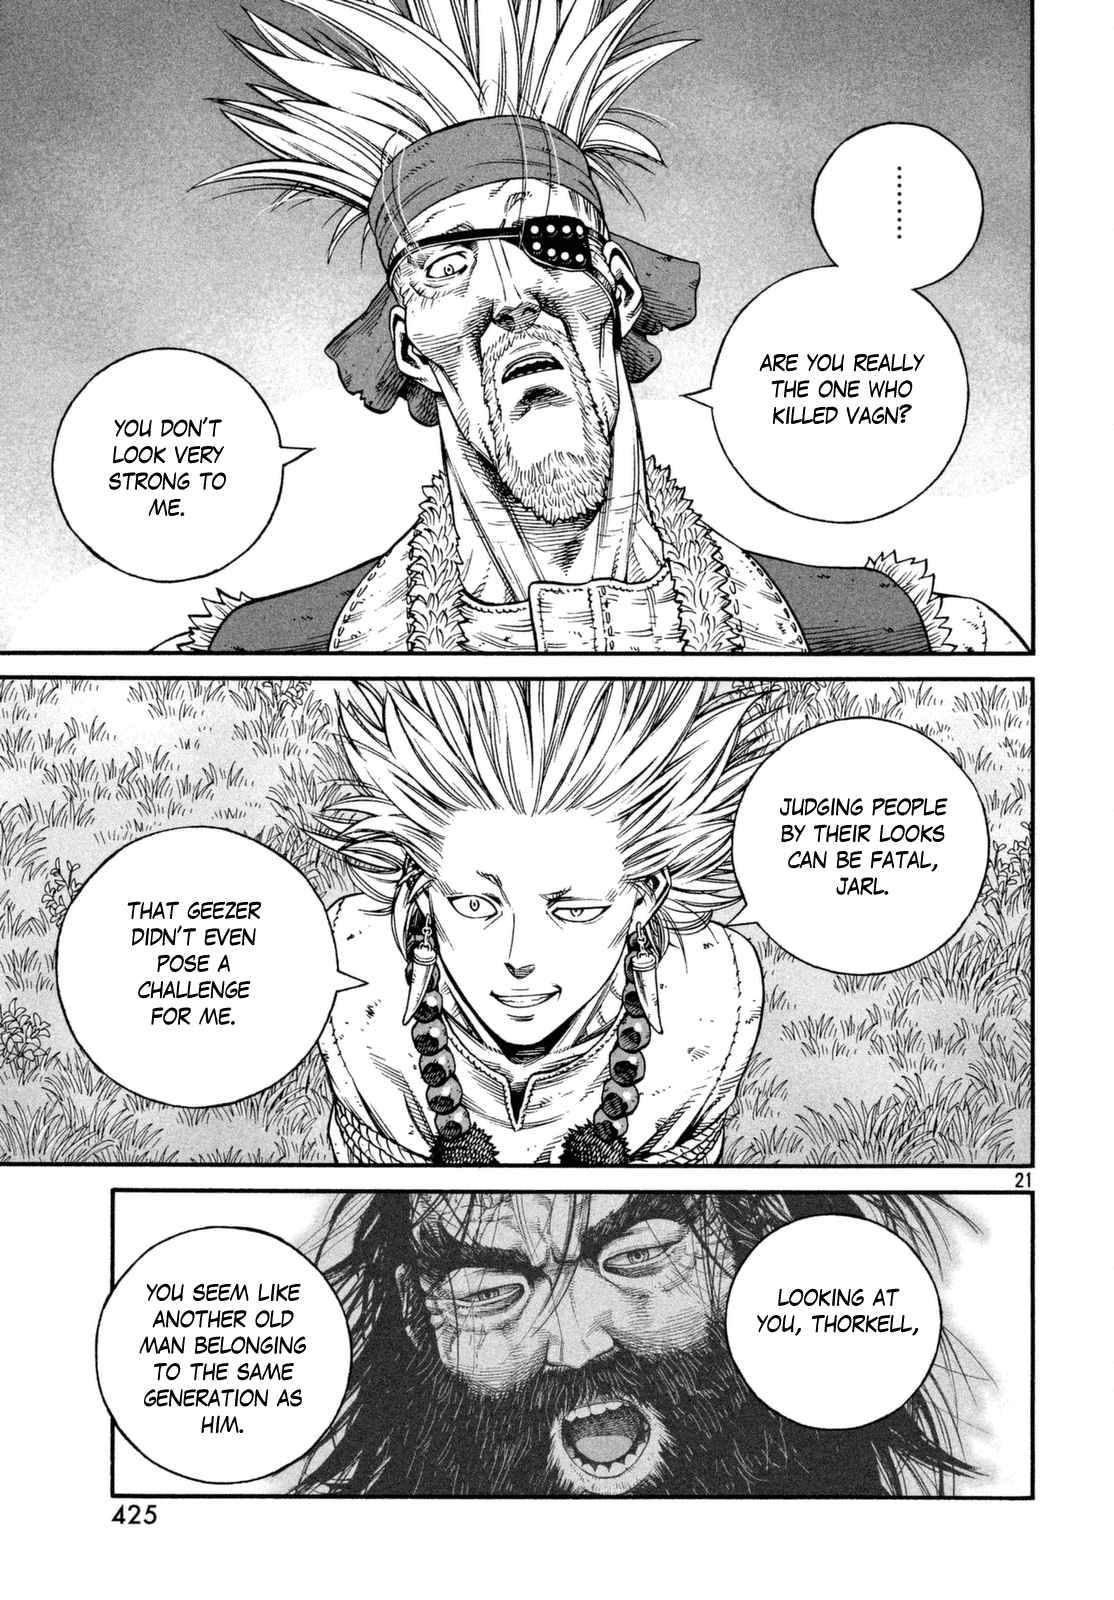 .........
ARE YOU REALLY
THE ONE WHO
KILLED VAGN?
YOU DON'T
LOOK VERY
STRONG TO
ME.
JUDGING PEOPLE
BY THEIR LOOKS
CAN BE FATAL,
JARL.
THAT GEEZER
DIDN'T EVEN
POSE A
CHALLENGE
FOR ME.
21
LOOKING AT
YOU, THORKELL,
YOU SEEM LIKE
ANOTHER OLD
MAN BELONGING
TO THE SAME
GENERATION AS
HIM.
425